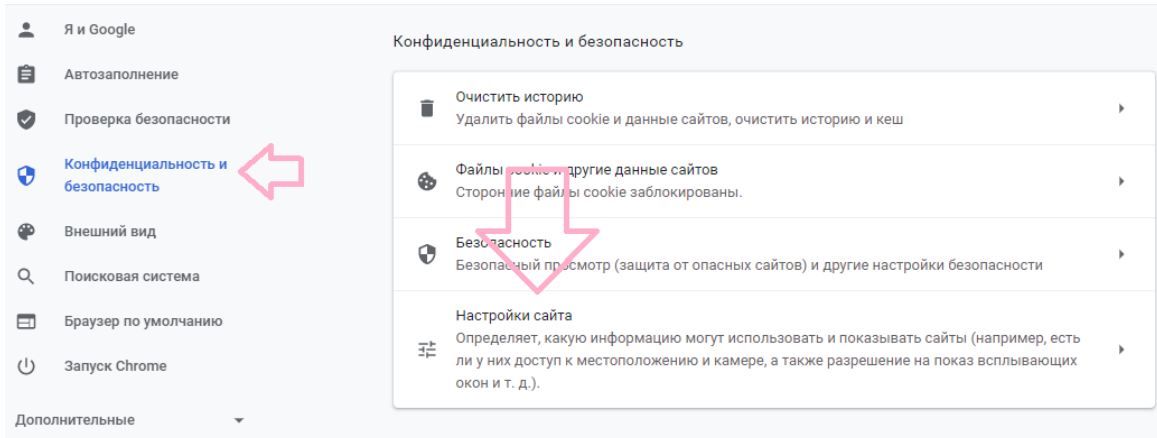 Я и Google
Автозаполнение
Проверка безопасности
Конфиденциальность и
безопасность
Внешний вид
Поисковая система
Браузер по умолчанию
Запуск Chrome
Дополнительные
Конфиденциальность и безопасность
Очистить историю
Удалить файлы cookie и данные сайтов, очистить историю и кеш
Файлы cookie и другие данные сайтов
Сторонние файлы cookie заблокированы.
Безопасность
Безопасный просмотр (защита от опасных сайтов) и другие настройки безопасности
Настройки сайта
Определяет, какую информацию могут использовать и показывать сайты (например, есть
ли у них доступ к местоположению и камере, а также разрешение на показ всплывающих
окон и т. д.).